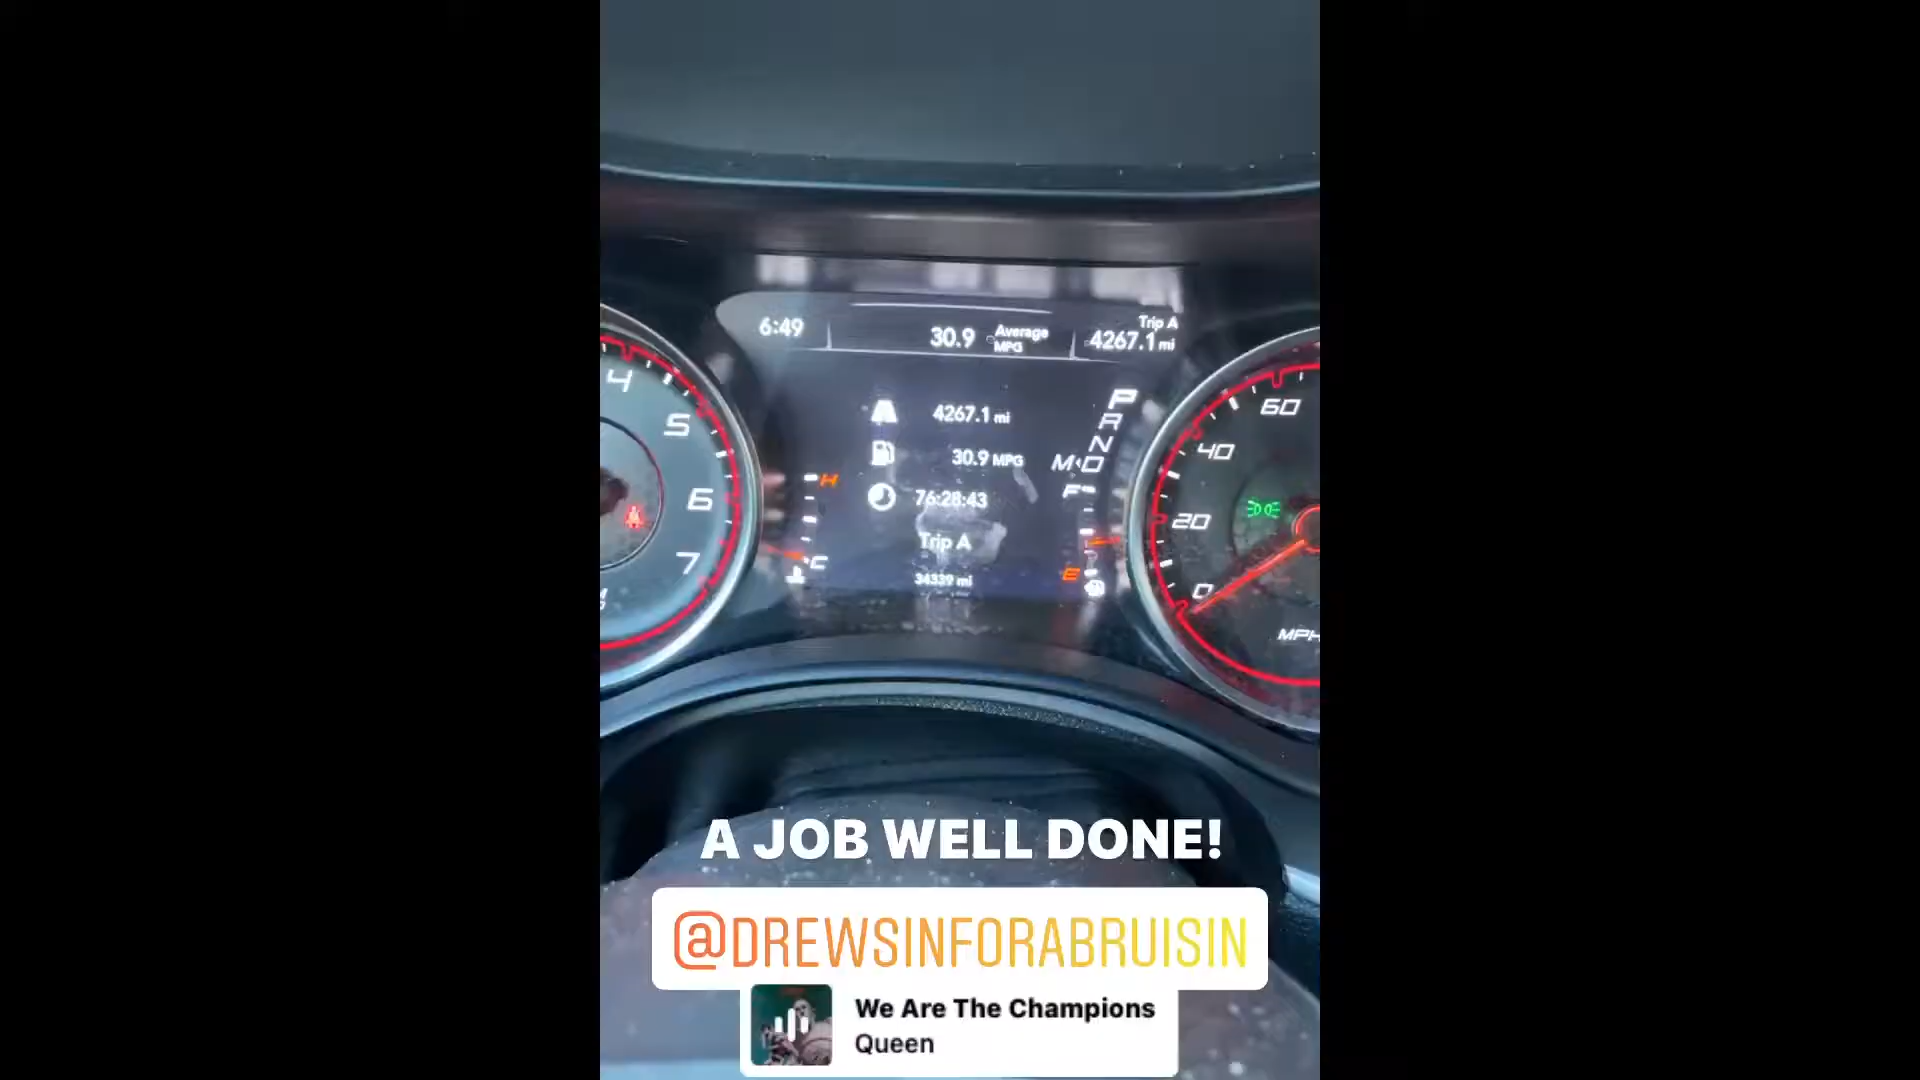 6:49
30.9 Average MPG
Trip A
4267.1 mi
4267.1 mi
30.9 MPG
76:28:43
Trip A
34339 mi
P
R
N
M D
F
E
H
C
4
5
6
7
60
40
20
0
MPH
A JOB WELL DONE!
@DREWSINFORABRUISIN
We Are The Champions
Queen